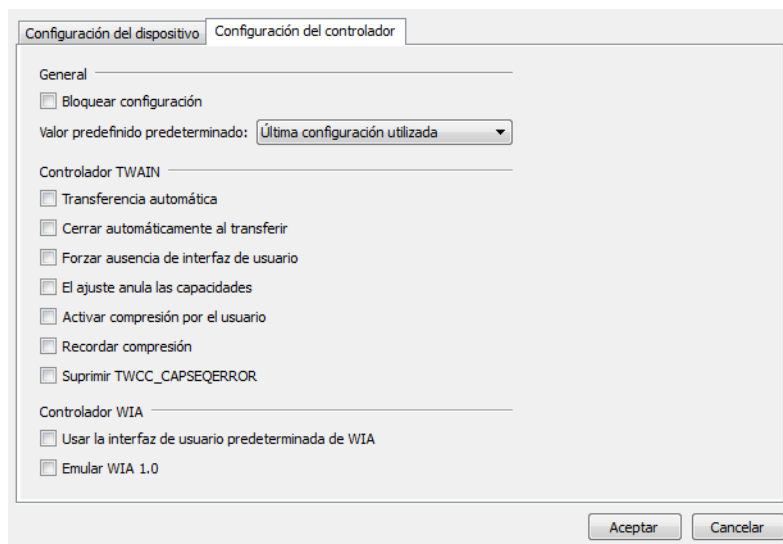 Configuración del dispositivo Configuración del controlador
General
Bloquear configuración
Valor predefinido predeterminado: Última configuración utilizada
Controlador TWAIN
Transferencia automática
Cerrar automáticamente al transferir
Forzar ausencia de interfaz de usuario
El ajuste anula las capacidades
Activar compresión por el usuario
Recordar compresión
Suprimir TWCC_CAPSEQERROR
Controlador WIA
Usar la interfaz de usuario predeterminada de WIA
Emular WIA 1.0
Aceptar Cancelar